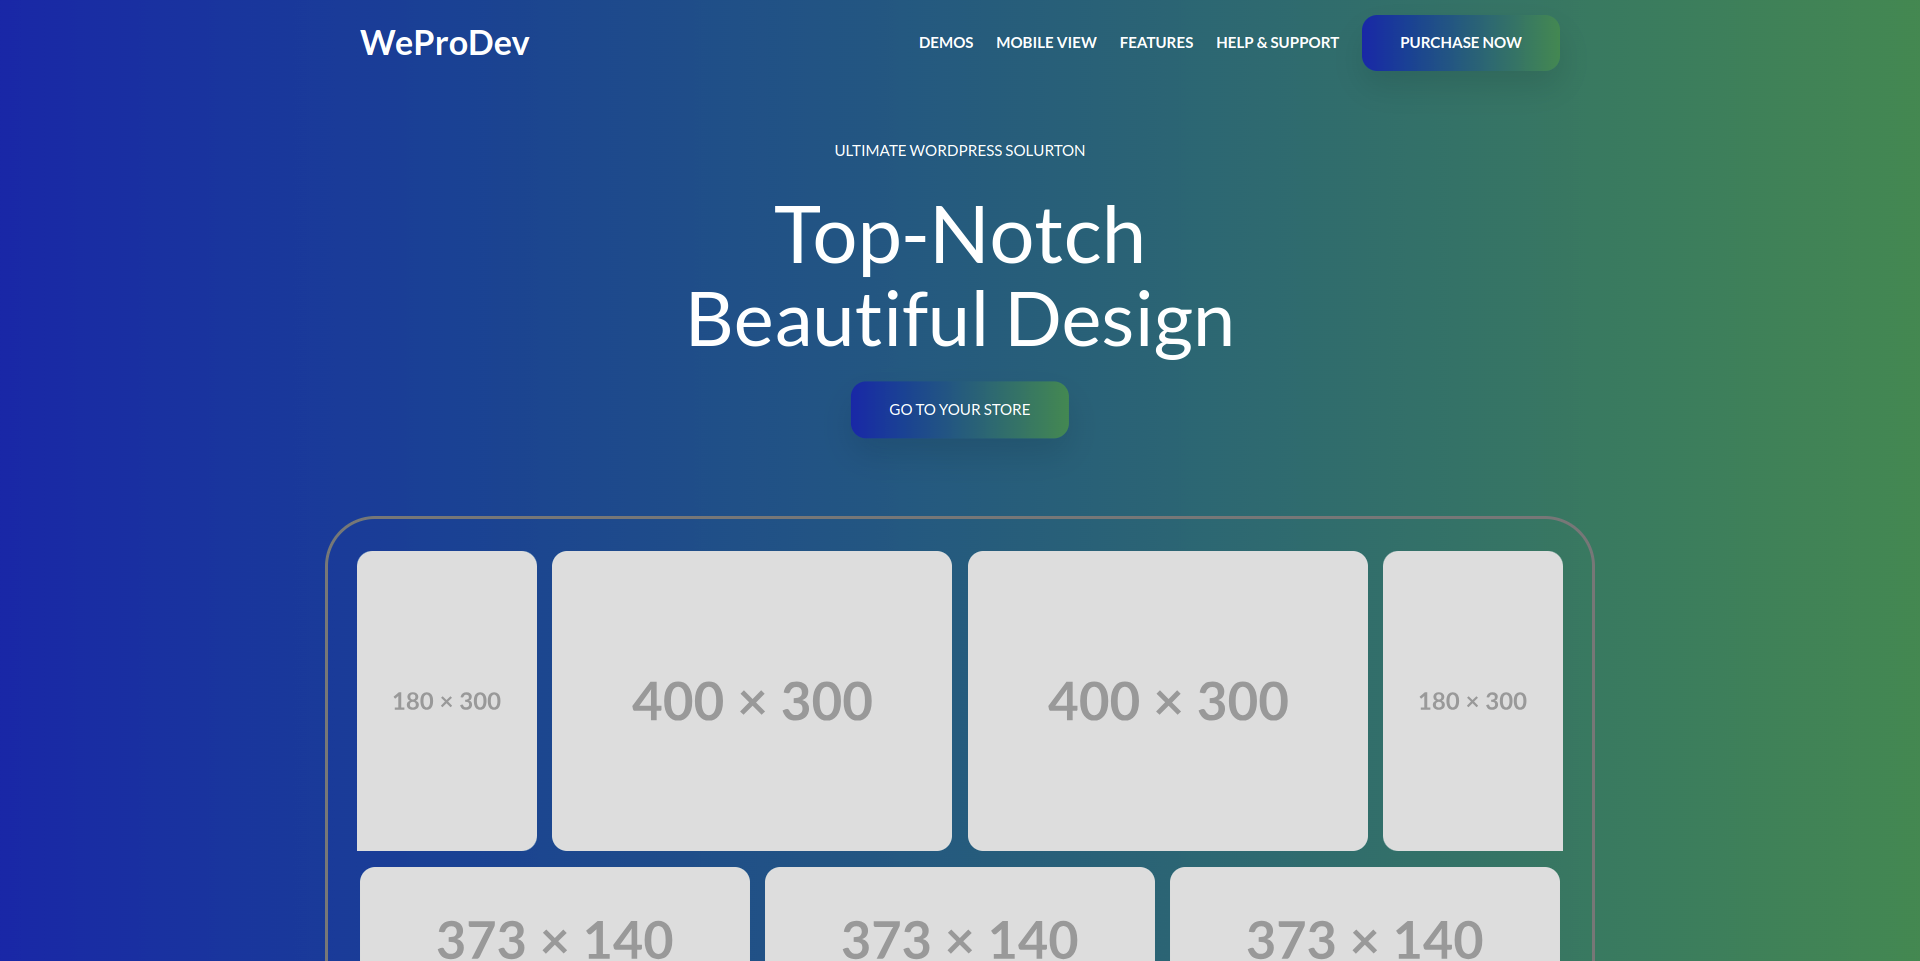 WeProDev
DEMOS MOBILE VIEW FEATURES HELP & SUPPORT PURCHASE NOW
ULTIMATE WORDPRESS SOLURTON
Top-Notch
Beautiful Design
GO TO YOUR STORE
180 × 300 400 × 300 400 × 300 180 × 300
373 × 140 373 × 140 373 × 140